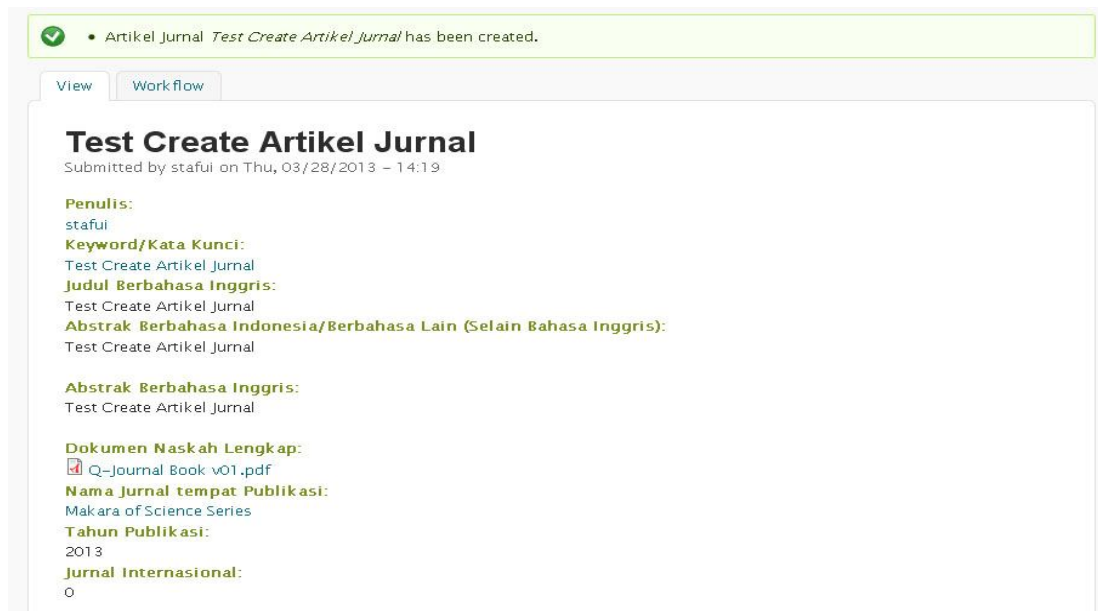 • Artikel Jurnal Test Create Artikel Jurnal has been created.
View Workflow
Test Create Artikel Jurnal
Submitted by stafui on Thu, 03/28/2013 – 14:19
Penulis:
stafui
Keyword/Kata Kunci:
Test Create Artikel Jurnal
Judul Berbahasa Inggris:
Test Create Artikel Jurnal
Abstrak Berbahasa Indonesia/Berbahasa Lain (Selain Bahasa Inggris):
Test Create Artikel Jurnal
Abstrak Berbahasa Inggris:
Test Create Artikel Jurnal
Dokumen Naskah Lengkap:
Q–Journal Book v01.pdf
Nama Jurnal tempat Publikasi:
Makara of Science Series
Tahun Publikasi:
2013
Jurnal Internasional:
0